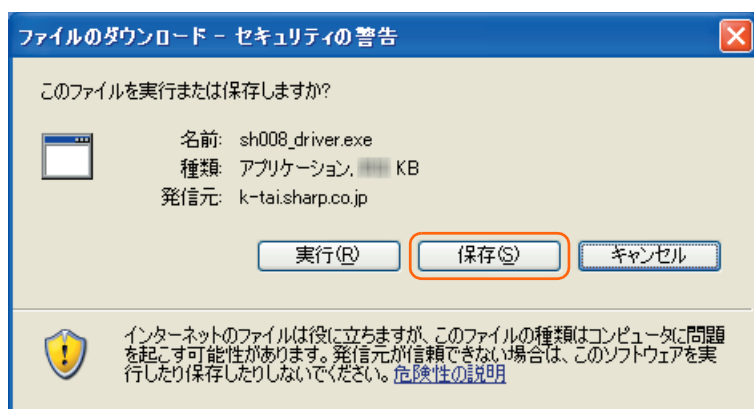 ファイルのダウンロード - セキュリティの警告
このファイルを実行または保存しますか?
名前: sh008_driver.exe
種類: アプリケーション, KB
発信元: k-tai.sharp.co.jp
実行(R) 保存(S) キャンセル
インターネットのファイルは役に立ちますが、このファイルの種類はコンピュータに問題
を起こす可能性があります。発信元が信頼できない場合は、このソフトウェアを実
行したり保存したりしないでください。危険性の説明